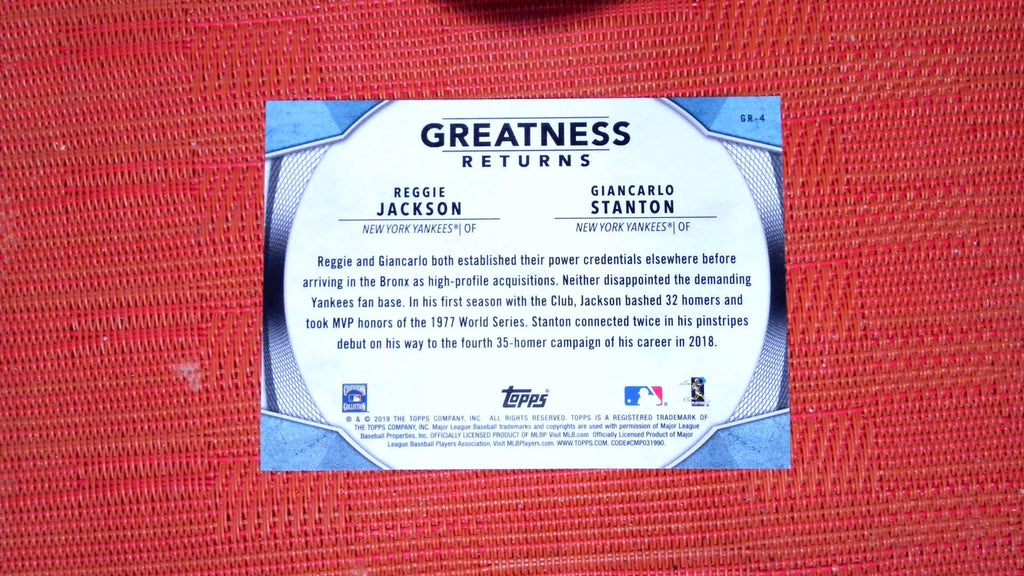 GR-4
GREATNESS
RETURNS
REGGIE
JACKSON
NEW YORK YANKEES®| OF
GIANCARLO
STANTON
NEW YORK YANKEES®| OF
Reggie and Giancarlo both established their power credentials elsewhere before
arriving in the Bronx as high-profile acquisitions. Neither disappointed the demanding
Yankees fan base. In his first season with the Club, Jackson bashed 32 homers and
took MVP honors of the 1977 World Series. Stanton connected twice in his pinstripes
debut on his way to the fourth 35-homer campaign of his career in 2018.
Topps®
® & © 2019 THE TOPPS COMPANY, INC. ALL RIGHTS RESERVED. TOPPS IS A REGISTERED TRADEMARK OF
THE TOPPS COMPANY, INC. Major League Baseball trademarks and copyrights are used with permission of Major League
Baseball Properties, Inc. OFFICIALLY LICENSED PRODUCT OF MLBP. Visit MLB.com Officially Licensed Product of Major
League Baseball Players Association. Visit MLBPlayers.com. WWW.TOPPS.COM. CODE#CMP031990.